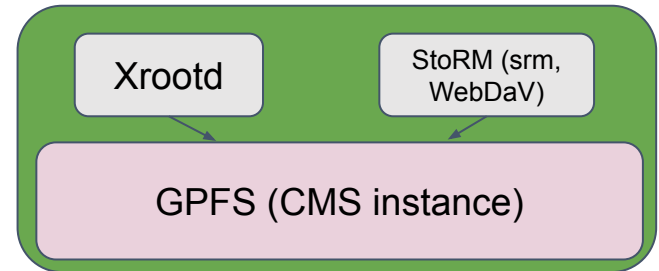 Xrootd
StoRM (srm,
WebDaV)
GPFS (CMS instance)